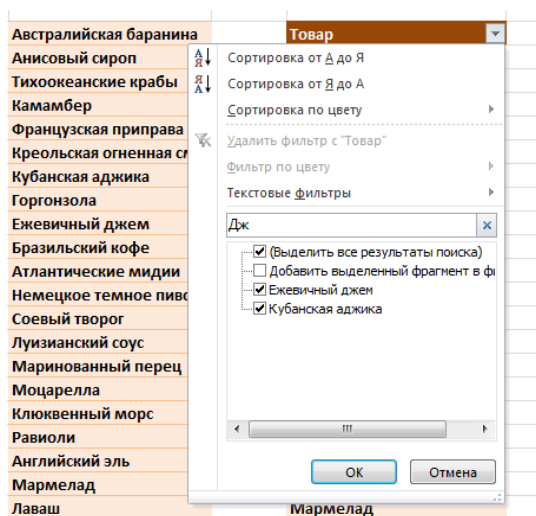 Австралийская баранина
Анисовый сироп
Тихоокеанские крабы
Камамбер
Французская приправа
Креольская огненная
Кубанская аджика
Горгонзола
Ежевичный джем
Бразильский кофе
Атлантические мидии
Немецкое темное пиво
Соевый творог
Луизианский соус
Маринованный перец
Моцарелла
Клюквенный морс
Равиоли
Английский эль
Мармелад
Лаваш
Товар
Сортировка от А до Я
Сортировка от Я до А
Сортировка по цвету
Удалить фильтр с "Товар"
Фильтр по цвету
Текстовые фильтры
Дж
(Выделить все результаты поиска)
Добавить выделенный фрагмент в
Ежевичный джем
Кубанская аджика
ОК
Отмена
Мармелад